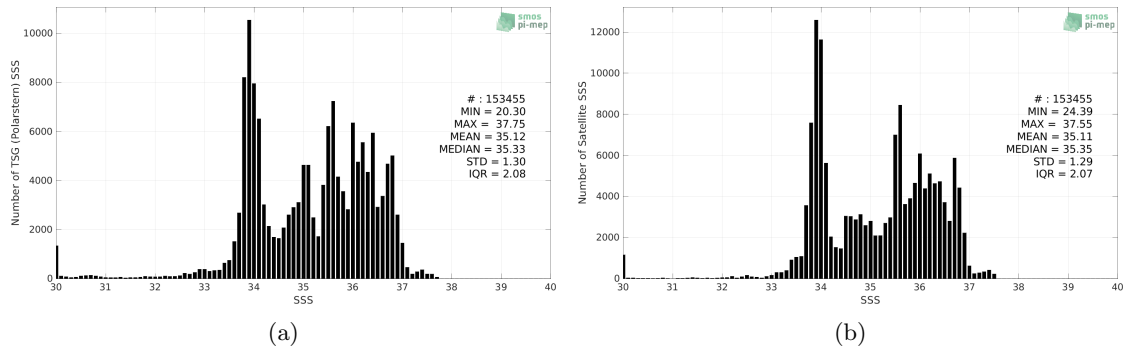 smos
pi-mep
Number of TSG (Polarstern) SSS
10000
8000
6000
4000
2000
0
# : 153455
MIN = 20.30
MAX = 37.75
MEAN = 35.12
MEDIAN = 35.33
STD = 1.30
IQR = 2.08
30 31 32 33 34 35 36 37 38 39 40
SSS
(a)
smos
pi-mep
Number of Satellite SSS
12000
10000
8000
6000
4000
2000
0
# : 153455
MIN = 24.39
MAX = 37.55
MEAN = 35.11
MEDIAN = 35.35
STD = 1.29
IQR = 2.07
30 31 32 33 34 35 36 37 38 39 40
SSS
(b)